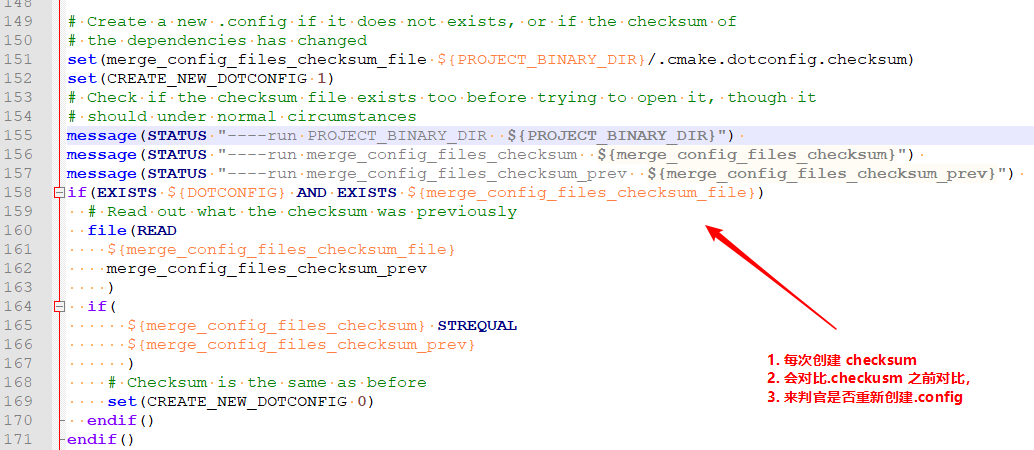 148
149 # Create a new .config if it does not exists, or if the checksum of
150 # the dependencies has changed
151 set(merge_config_files_checksum_file ${PROJECT_BINARY_DIR}/.cmake.dotconfig.checksum)
152 set(CREATE_NEW_DOTCONFIG 1)
153 # Check if the checksum file exists too before trying to open it, though it
154 # should under normal circumstances
155 message(STATUS "----run PROJECT_BINARY_DIR  ${PROJECT_BINARY_DIR}")
156 message(STATUS "----run merge_config_files_checksum  ${merge_config_files_checksum}")
157 message(STATUS "----run merge_config_files_checksum_prev  ${merge_config_files_checksum_prev}")
158 if(EXISTS ${DOTCONFIG} AND EXISTS ${merge_config_files_checksum_file})
159   # Read out what the checksum was previously
160   file(READ
161     ${merge_config_files_checksum_file}
162     merge_config_files_checksum_prev
163     )
164   if(
165       ${merge_config_files_checksum} STREQUAL
166       ${merge_config_files_checksum_prev}
167       )
168     # Checksum is the same as before
169     set(CREATE_NEW_DOTCONFIG 0)
170   endif()
171 endif()
1. 每次创建 checksum
2. 会对比.checkusm 之前对比,
3. 来判官是否重新创建.config